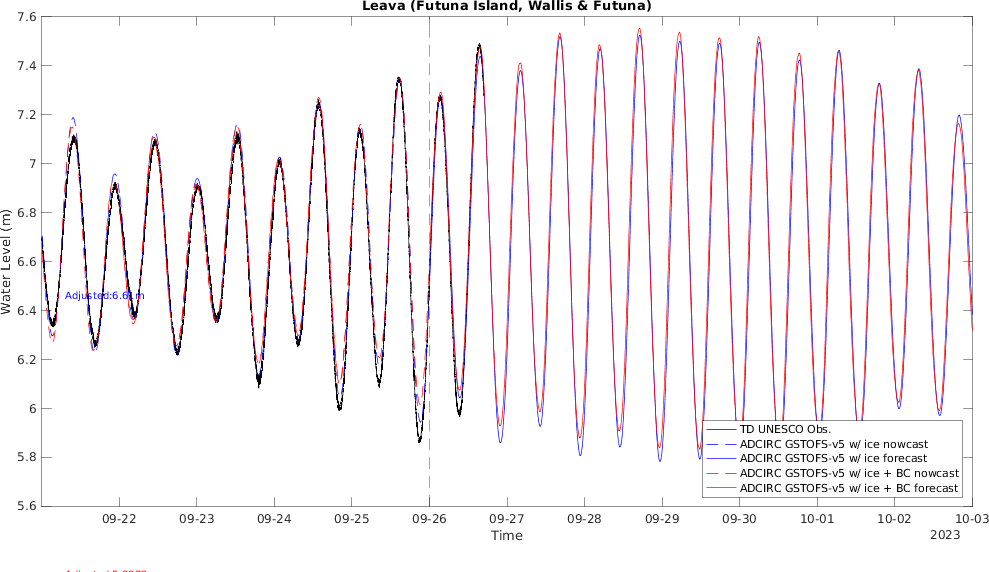 Leava (Futuna Island, Wallis & Futuna)
7.6
7.4
7.2
7
6.8
6.6
6.4
6.2
6
5.8
5.6
Water Level (m)
Adjusted:6.61m
TD UNESCO Obs.
ADCIRC GSTOFS-v5 w/ ice nowcast
ADCIRC GSTOFS-v5 w/ ice forecast
ADCIRC GSTOFS-v5 w/ ice + BC nowcast
ADCIRC GSTOFS-v5 w/ ice + BC forecast
09-22 09-23 09-24 09-25 09-26 09-27 09-28 09-29 09-30 10-01 10-02 10-03
Time
2023